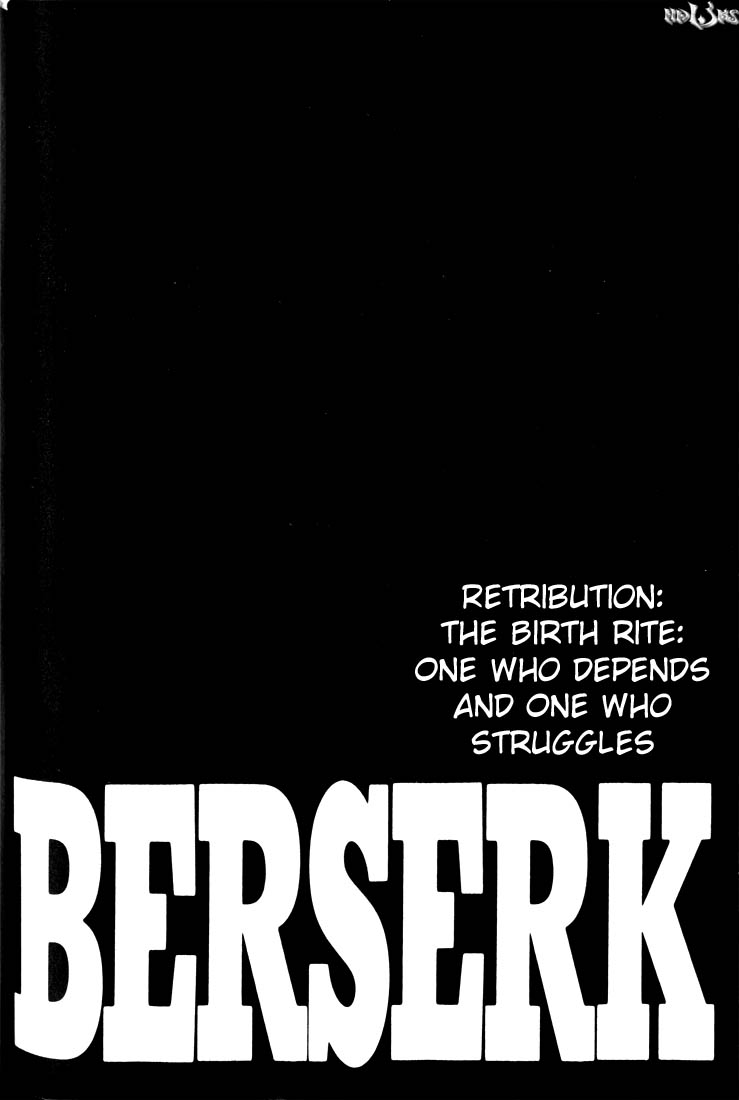 RETRIBUTION:
THE BIRTH RITE:
ONE WHO DEPENDS
AND ONE WHO
STRUGGLES
BERSERK